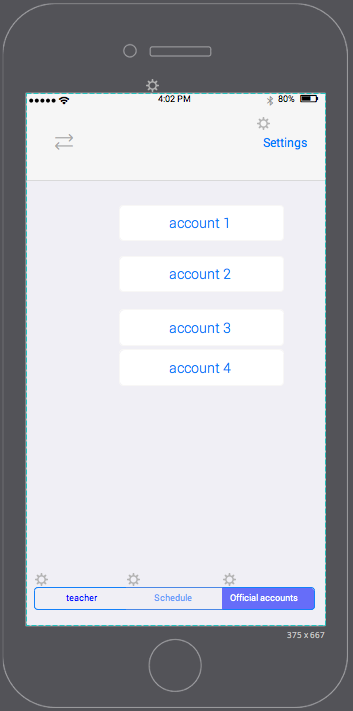 4:02 PM
80%
Settings
account 1
account 2
account 3
account 4
teacher
Schedule
Official accounts
375 x 667